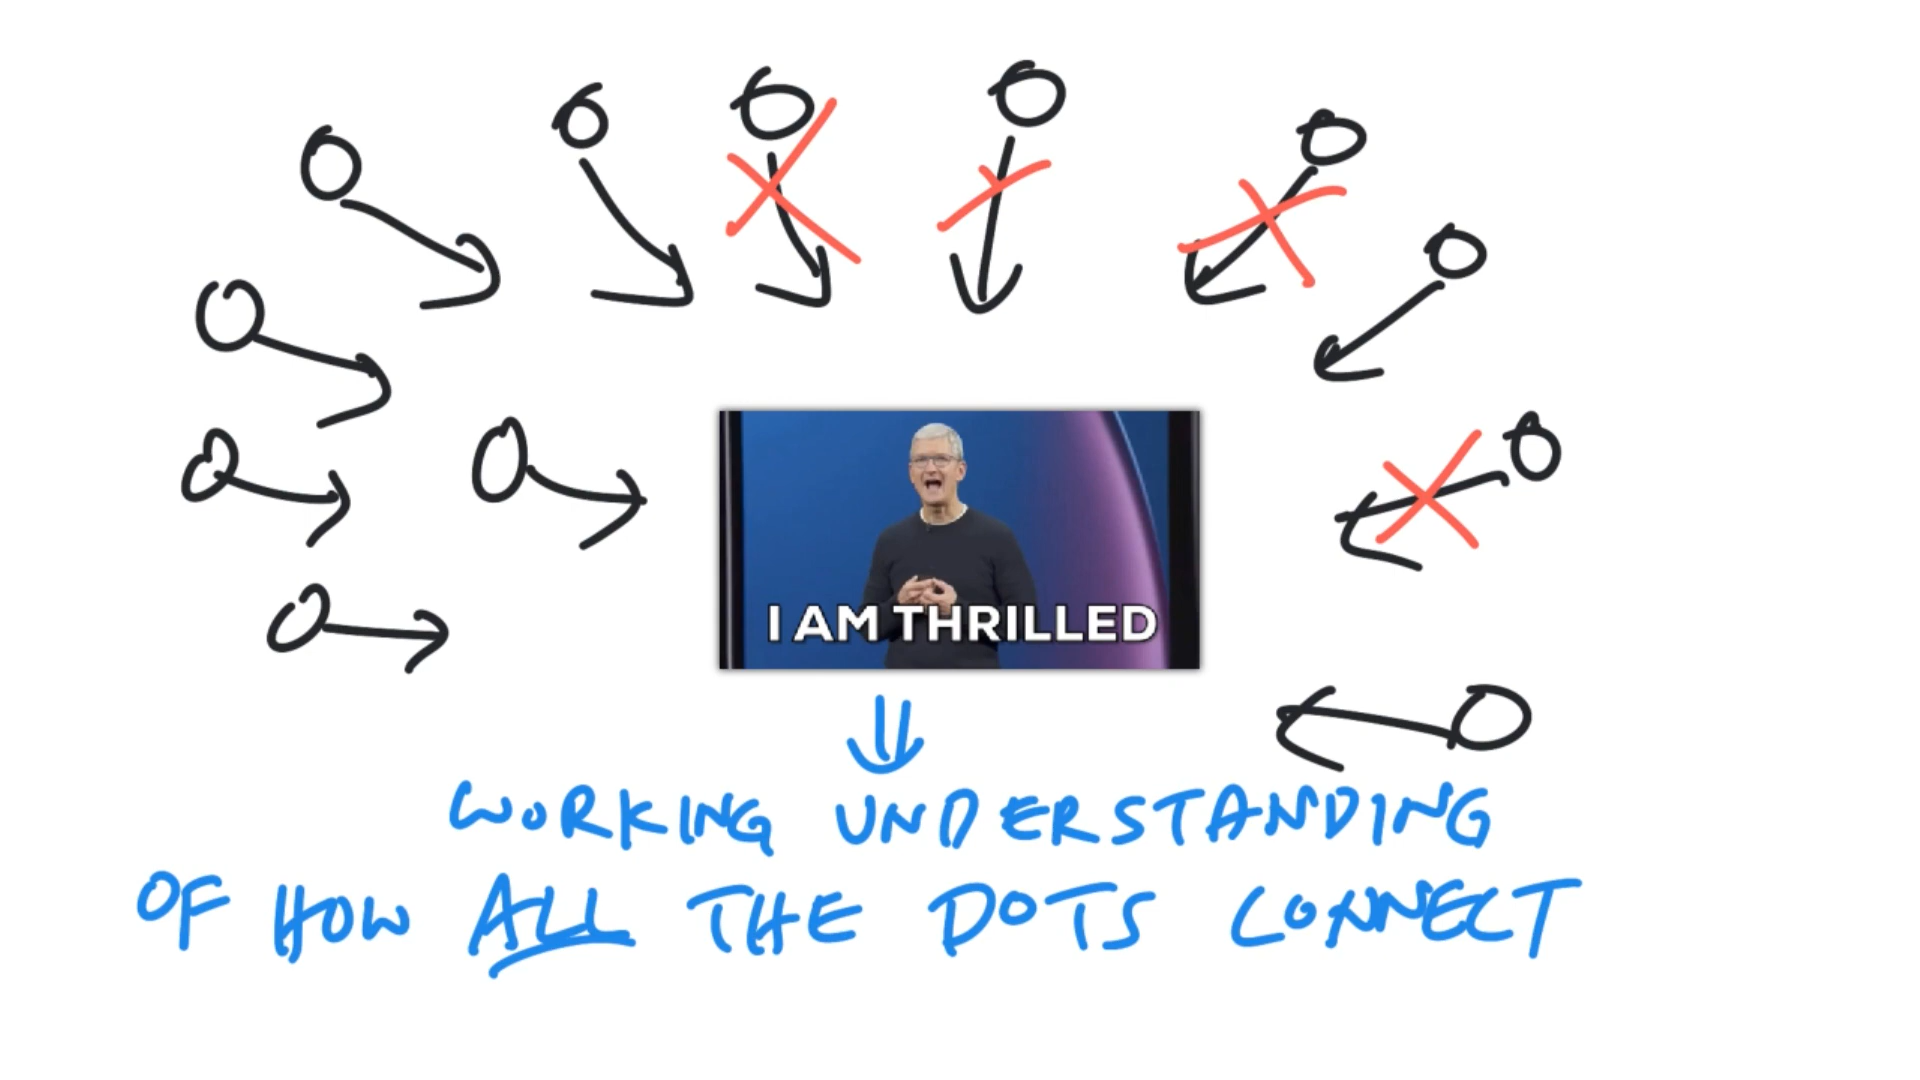 I AM THRILLED
WORKING UNDERSTANDING
OF HOW ALL THE DOTS CONNECT